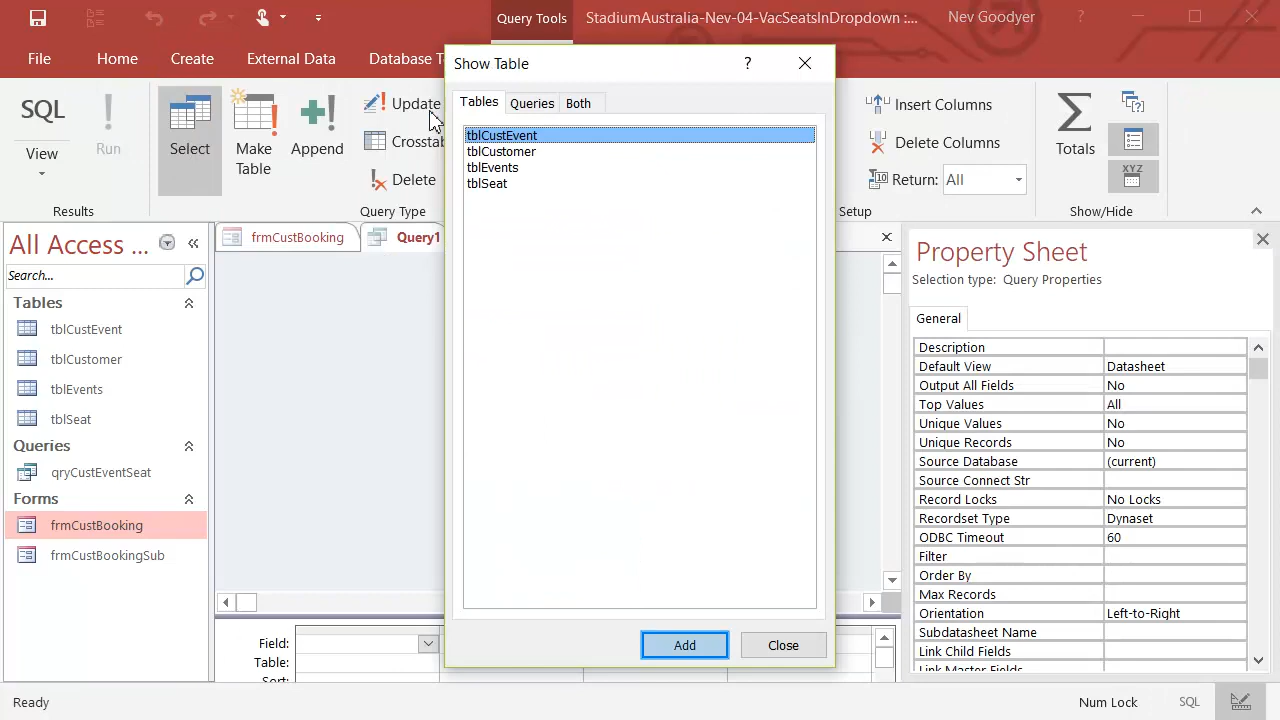 Query Tools
StadiumAustralia-Nev-04-VacSeatsInDropdown :...
Nev Goodyer
?
File
Home
Create
External Data
Database T
SQL
View
Run
Results
Select
Make
Table
Append
Update
Crosstab
Delete
Query Type
Insert Columns
Delete Columns
Return: All
Setup
Totals
XYZ
Show/Hide
Show Table
?
Tables
Queries
Both
tblCustEvent
tblCustomer
tblEvents
tblSeat
Add
Close
All Access ...
Search...
Tables
tblCustEvent
tblCustomer
tblEvents
tblSeat
Queries
qryCustEventSeat
Forms
frmCustBooking
frmCustBookingSub
frmCustBooking
Query1
Field:
Table:
Sort:
Property Sheet
Selection type: Query Properties
General
Description
Default View Datasheet
Output All Fields No
Top Values All
Unique Values No
Unique Records No
Source Database (current)
Source Connect Str
Record Locks No Locks
Recordset Type Dynaset
ODBC Timeout 60
Filter
Order By
Max Records
Orientation Left-to-Right
Subdatasheet Name
Link Child Fields
Link Master Fields
Ready
Num Lock
SQL